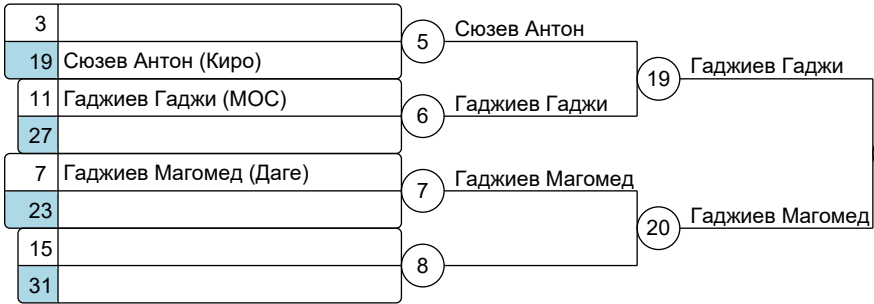 3
5
Сюзев Антон
19 Сюзев Антон (Киро)
19
Гаджиев Гаджи
11 Гаджиев Гаджи (МОС)
6
Гаджиев Гаджи
27
7 Гаджиев Магомед (Даге)
7
Гаджиев Магомед
23
20
Гаджиев Магомед
15
8
31